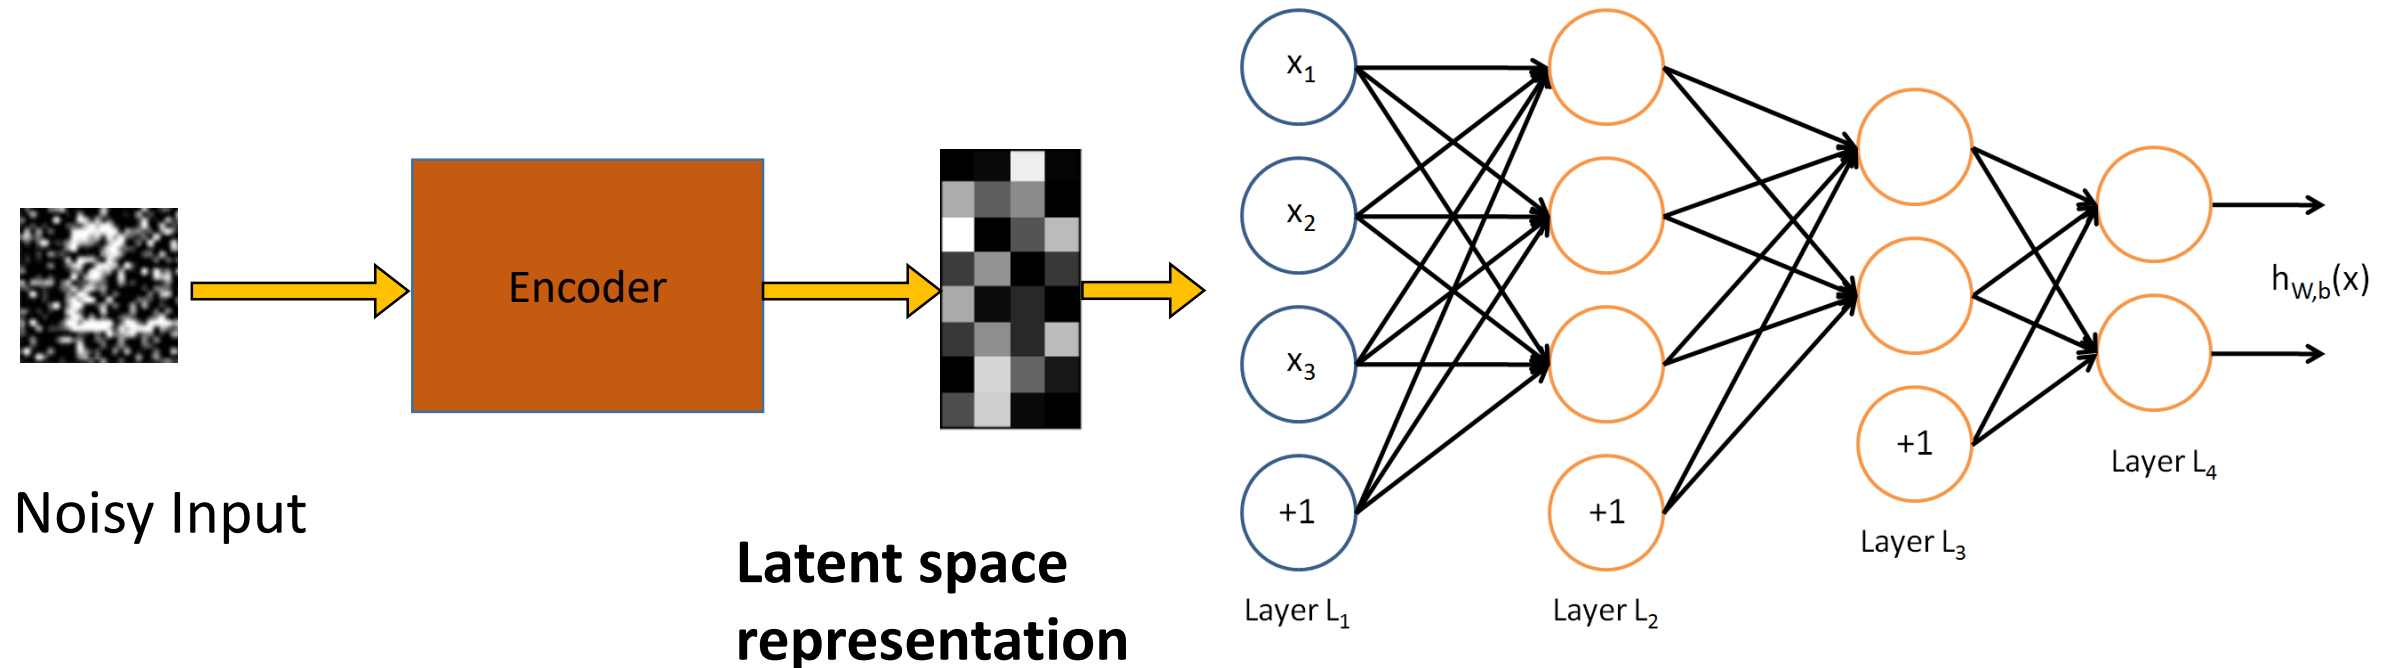 Noisy Input
Encoder
Latent space
representation
x1
x2
x3
+1
Layer L1
+1
Layer L2
+1
Layer L3
Layer L4
hW,b(x)